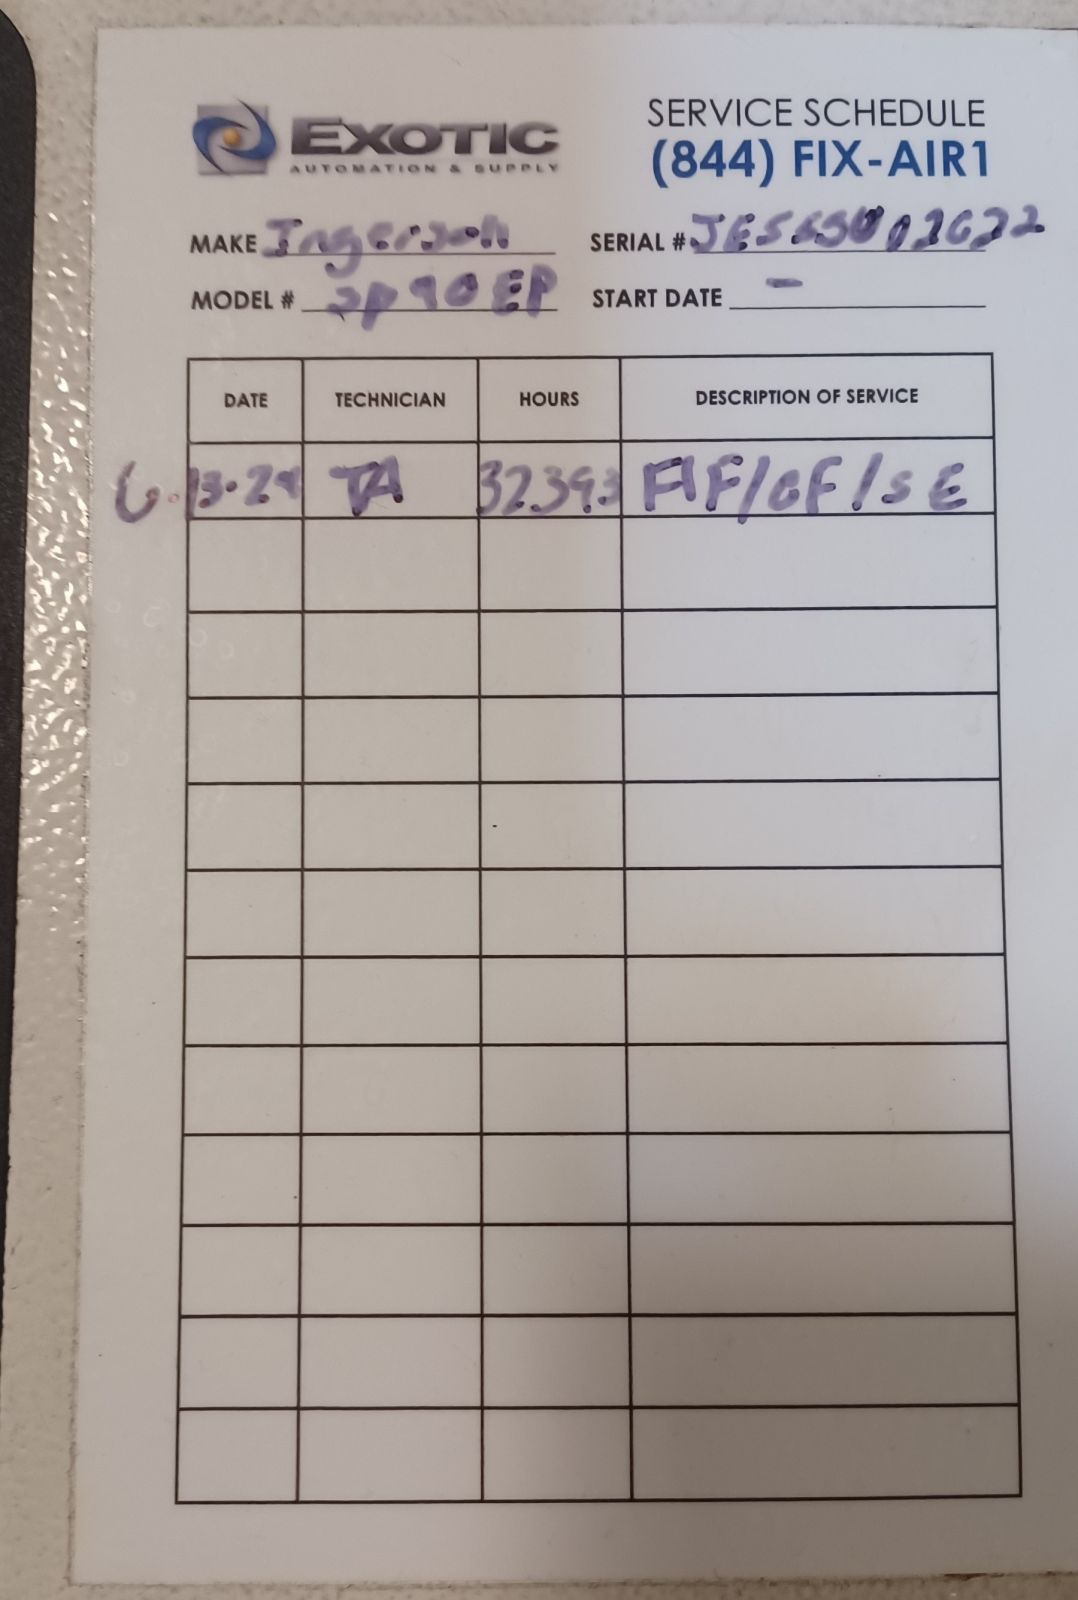 EXOTIC
AUTOMATION & SUPPLY
SERVICE SCHEDULE
(844) FIX-AIR1
MAKE Ingersoll
SERIAL #
MODEL # EP
START DATE -
DATE TECHNICIAN HOURS DESCRIPTION OF SERVICE
6.13.24 TA 32393 AF/OF/SE